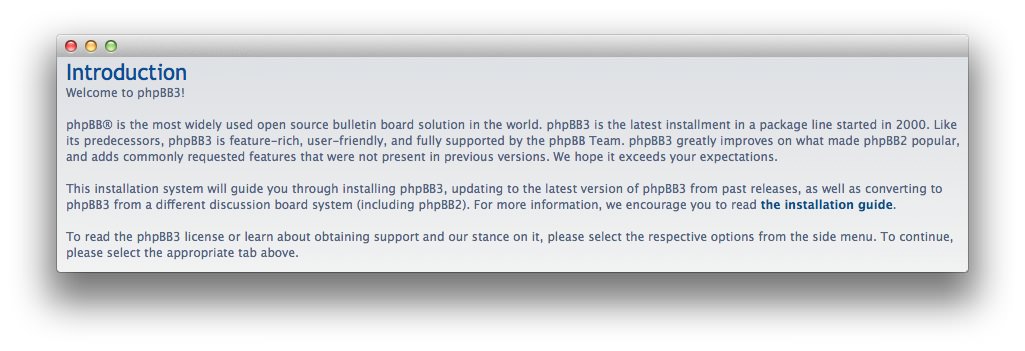 Introduction
Welcome to phpBB3!
phpBB® is the most widely used open source bulletin board solution in the world. phpBB3 is the latest installment in a package line started in 2000. Like
its predecessors, phpBB3 is feature-rich, user-friendly, and fully supported by the phpBB Team. phpBB3 greatly improves on what made phpBB2 popular,
and adds commonly requested features that were not present in previous versions. We hope it exceeds your expectations.
This installation system will guide you through installing phpBB3, updating to the latest version of phpBB3 from past releases, as well as converting to
phpBB3 from a different discussion board system (including phpBB2). For more information, we encourage you to read the installation guide.
To read the phpBB3 license or learn about obtaining support and our stance on it, please select the respective options from the side menu. To continue,
please select the appropriate tab above.